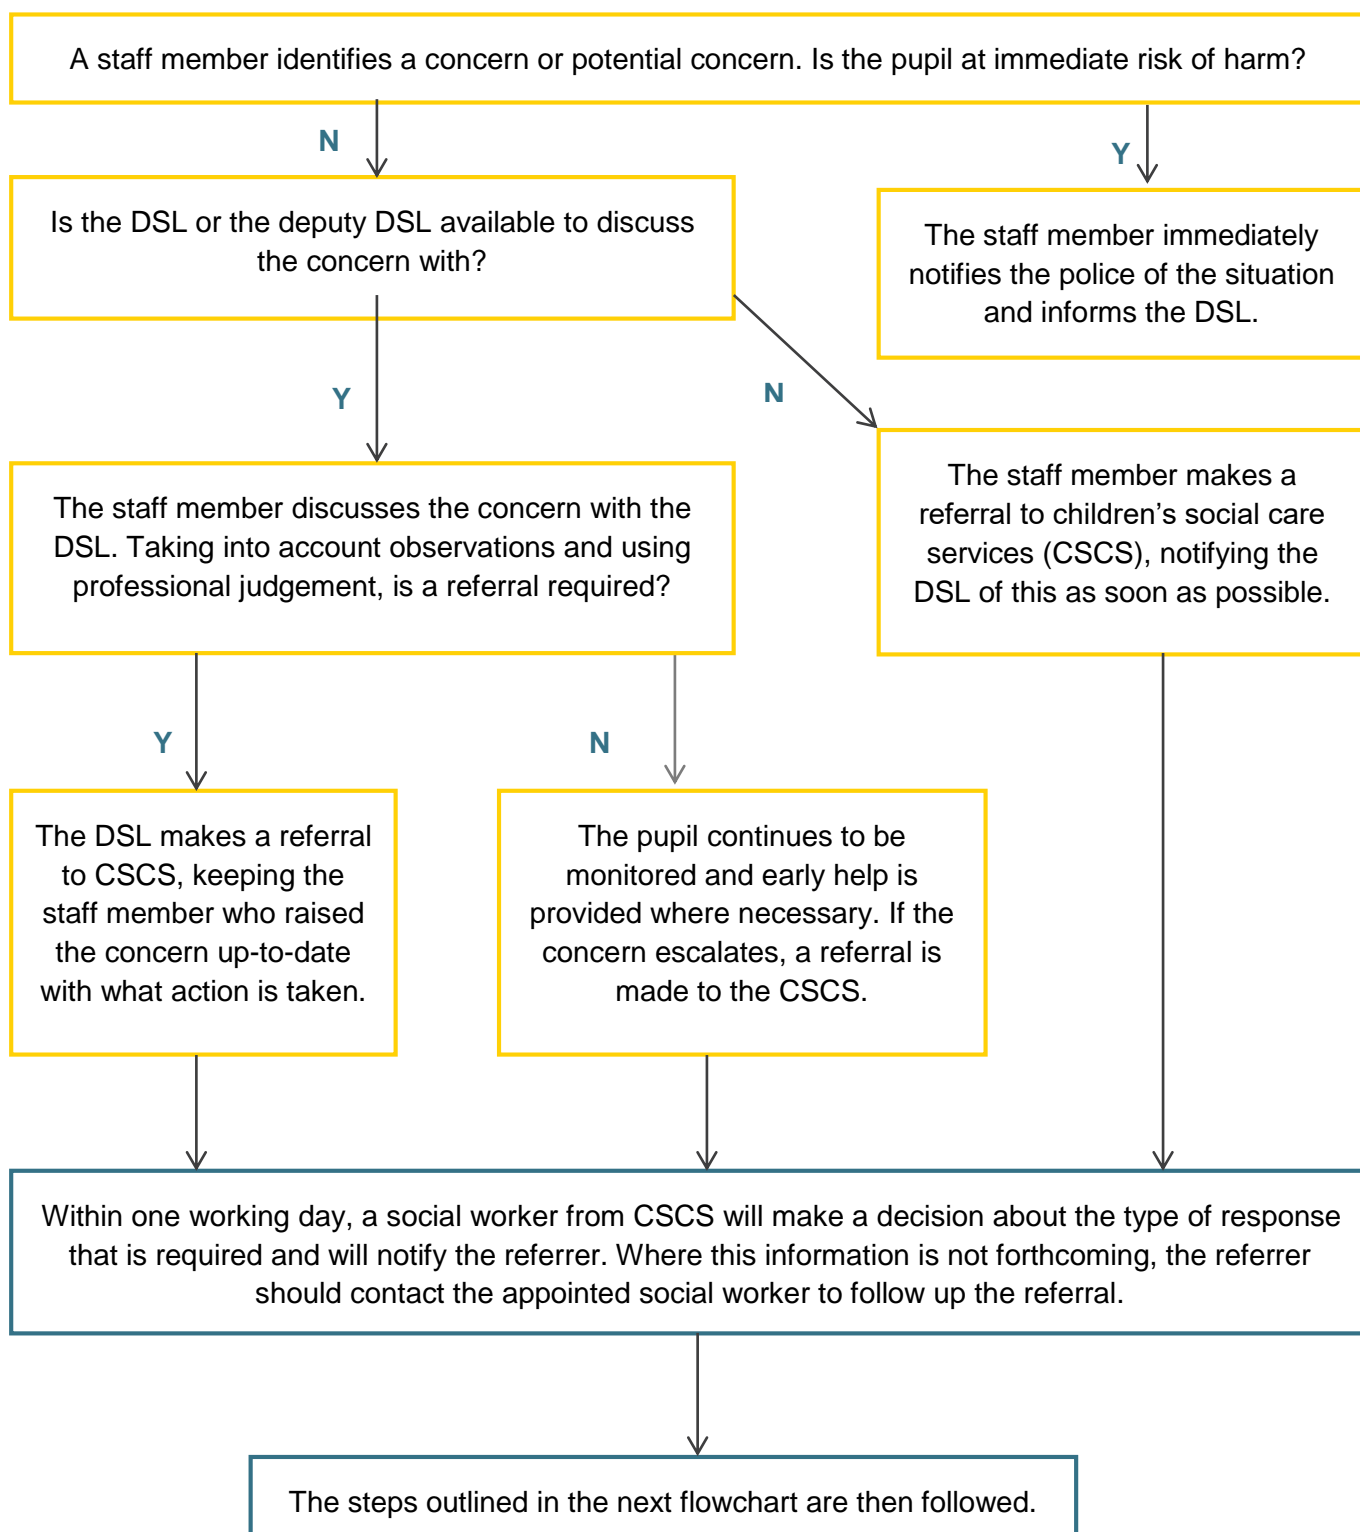 A staff member identifies a concern or potential concern. Is the pupil at immediate risk of harm?
N
Y
Is the DSL or the deputy DSL available to discuss
the concern with?
The staff member immediately
notifies the police of the situation
and informs the DSL.
Y
N
The staff member discusses the concern with the
DSL. Taking into account observations and using
professional judgement, is a referral required?
The staff member makes a
referral to children’s social care
services (CSCS), notifying the
DSL of this as soon as possible.
Y
N
The DSL makes a referral
to CSCS, keeping the
staff member who raised
the concern up-to-date
with what action is taken.
The pupil continues to be
monitored and early help is
provided where necessary. If the
concern escalates, a referral is
made to the CSCS.
Within one working day, a social worker from CSCS will make a decision about the type of response
that is required and will notify the referrer. Where this information is not forthcoming, the referrer
should contact the appointed social worker to follow up the referral.
The steps outlined in the next flowchart are then followed.